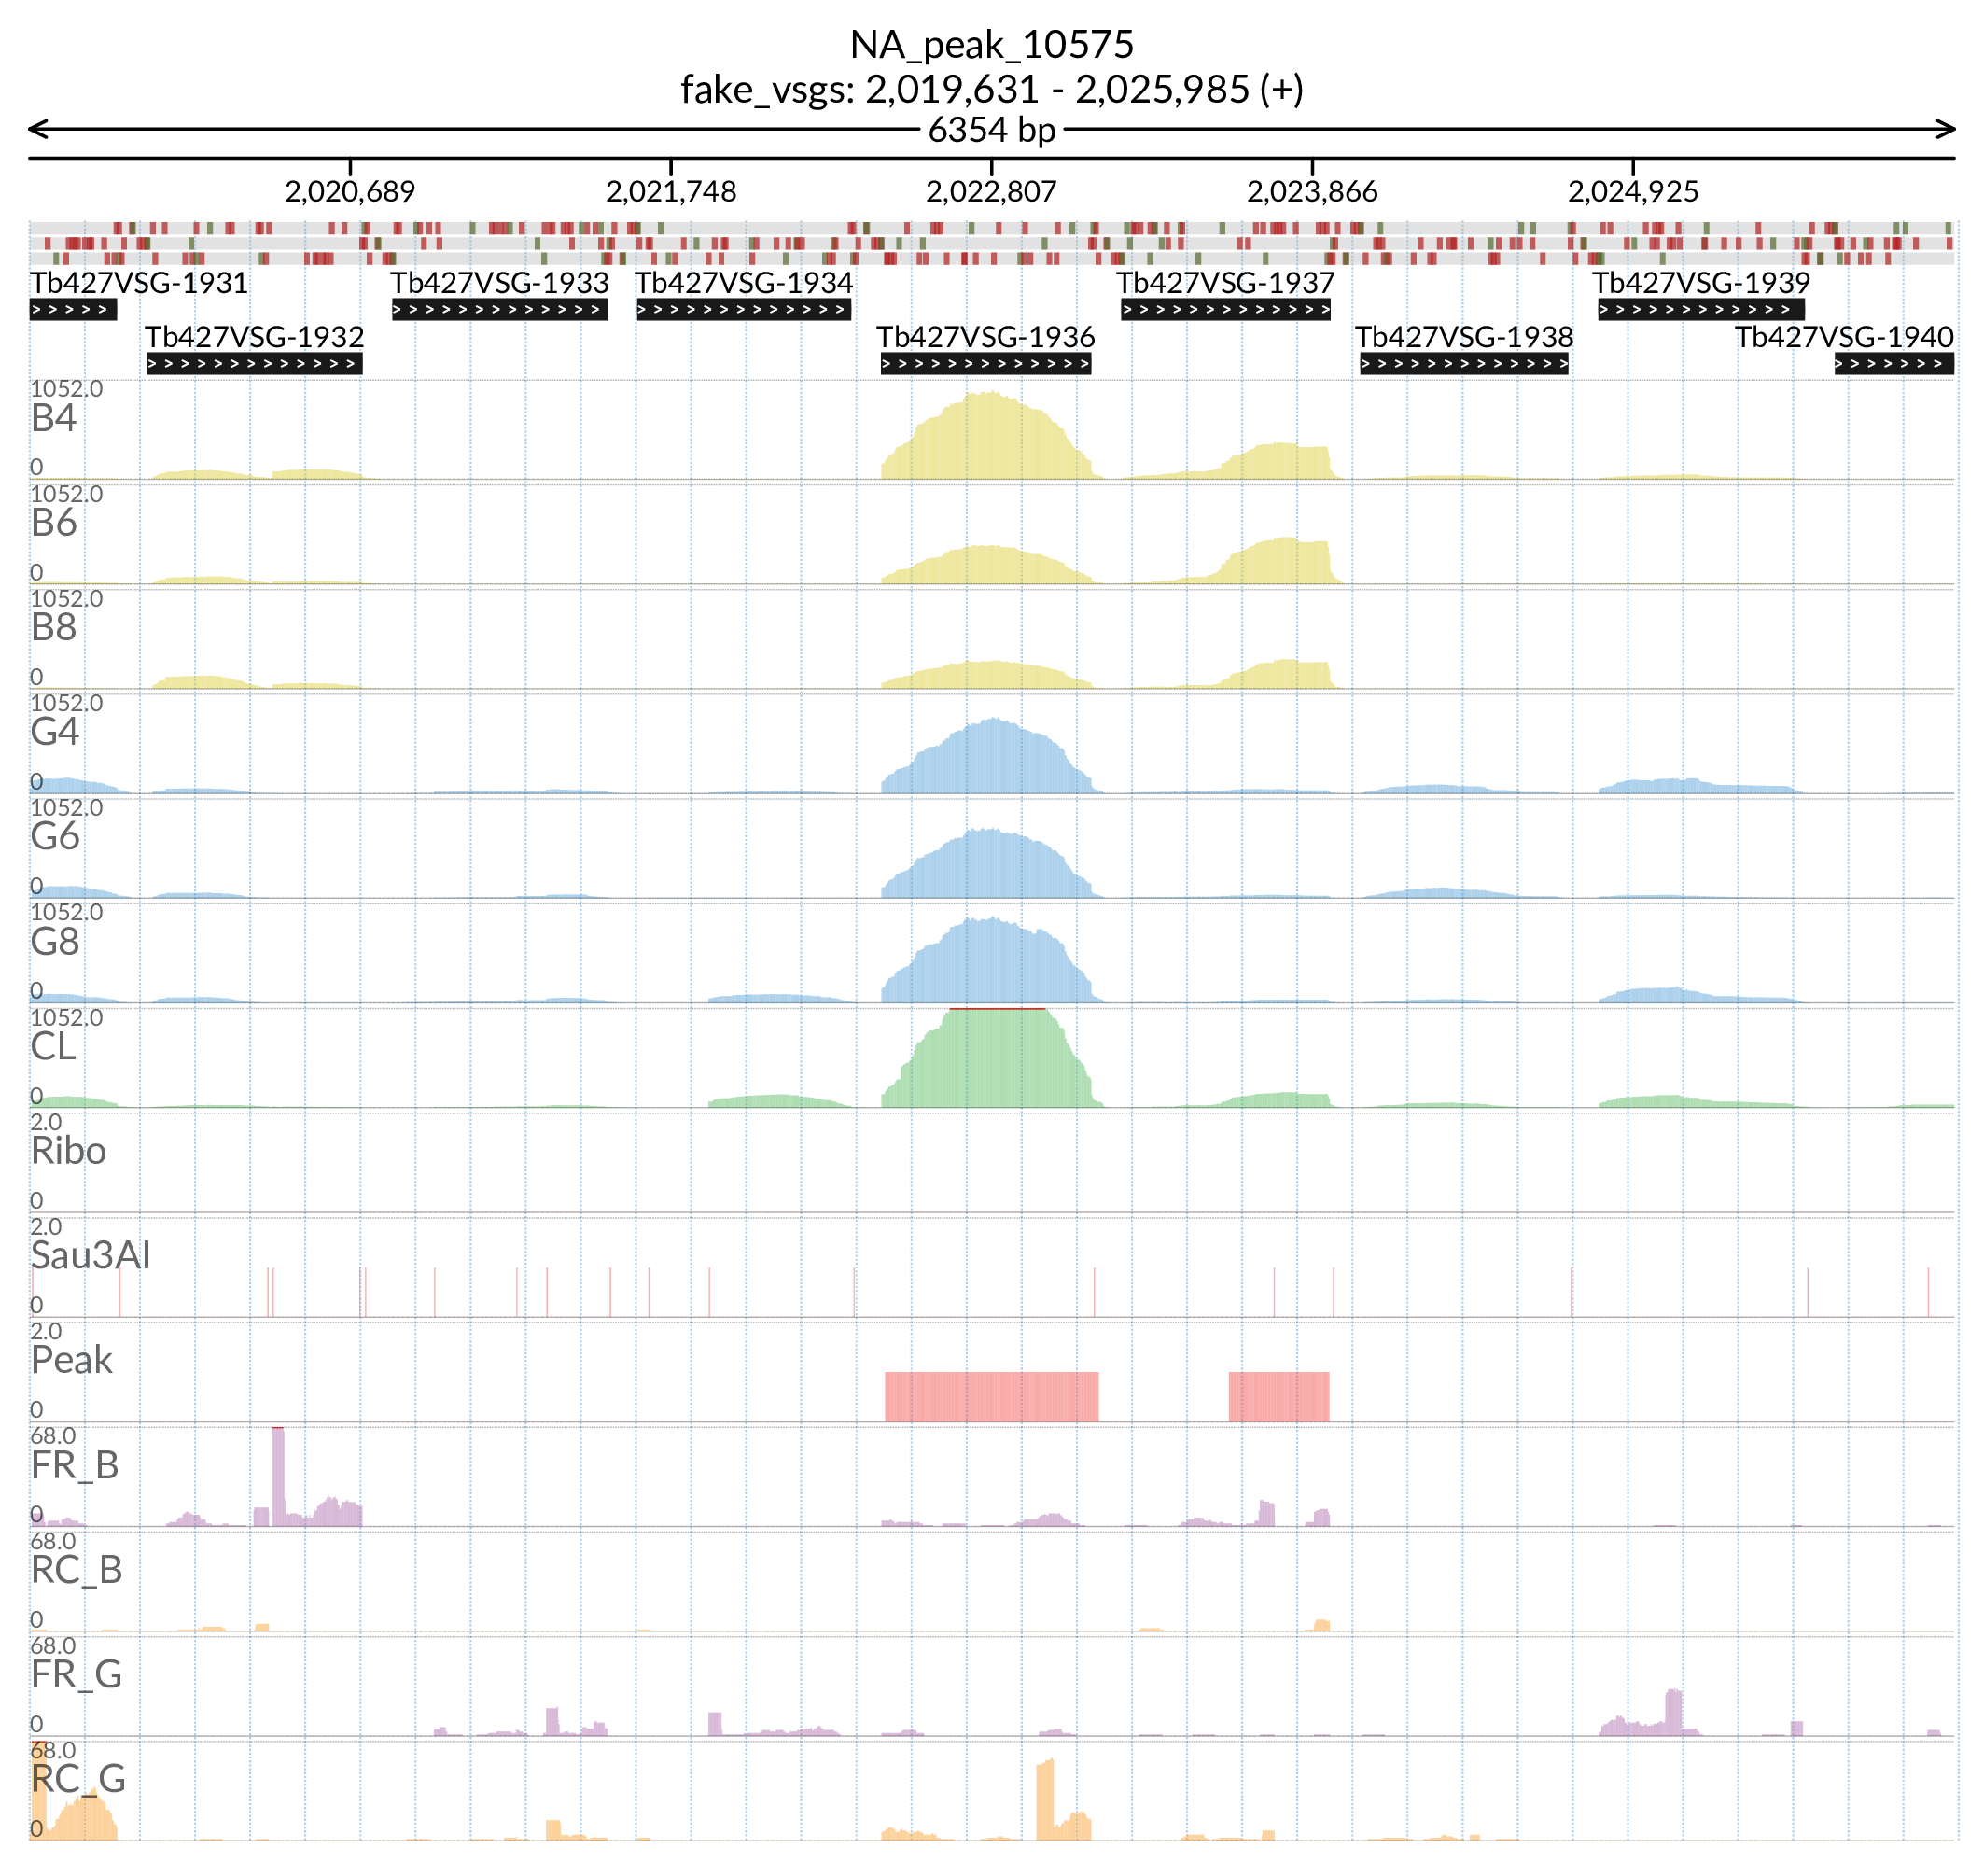 NA_peak_10575
fake_vsgs: 2,019,631 - 2,025,985 (+)
6354 bp
2,020,689 2,021,748 2,022,807 2,023,866 2,024,925
Tb427VSG-1931 Tb427VSG-1933 Tb427VSG-1934 Tb427VSG-1937 Tb427VSG-1939
Tb427VSG-1932 Tb427VSG-1936 Tb427VSG-1938 Tb427VSG-1940
1052.0
B4
0
1052.0
B6
0
1052.0
B8
0
1052.0
G4
0
1052.0
G6
0
1052.0
G8
0
1052.0
CL
0
2.0
Ribo
0
2.0
Sau3AI
0
2.0
Peak
0
68.0
FR_B
0
68.0
RC_B
0
68.0
FR_G
0
68.0
RC_G
0